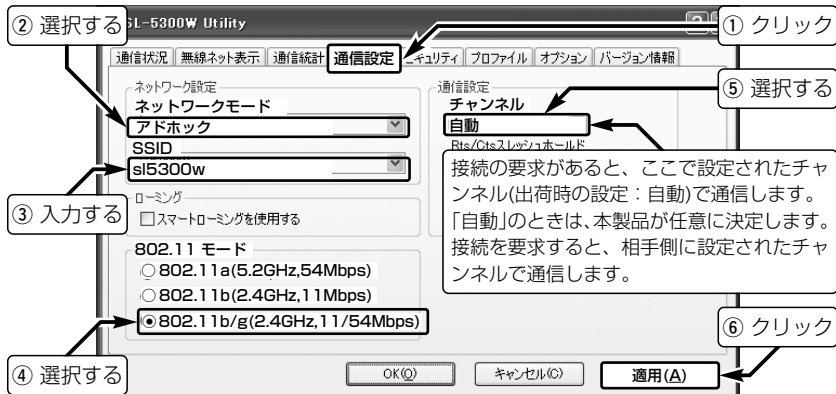 ② 選択する
SL-5300W Utility
① クリック
通信状況 無線ネット表示 通信統計 通信設定 セキュリティ プロファイル オプション バージョン情報
ネットワーク設定
ネットワークモード
アドホック
SSID
sl5300w
③ 入力する
ローミング
スマートローミングを使用する
802.11 モード
802.11a(5.2GHz,54Mbps)
802.11b(2.4GHz,11Mbps)
802.11b/g(2.4GHz,11/54Mbps)
④ 選択する
通信設定
チャンネル
⑤ 選択する
自動
Rts/Ctsスレッショホールド
接続の要求があると、ここで設定されたチャ
ンネル(出荷時の設定:自動)で通信します。
「自動」のときは、本製品が任意に決定します。
接続を要求すると、相手側に設定されたチャ
ンネルで通信します。
⑥ クリック
OK(O) キャンセル(C) 適用(A)